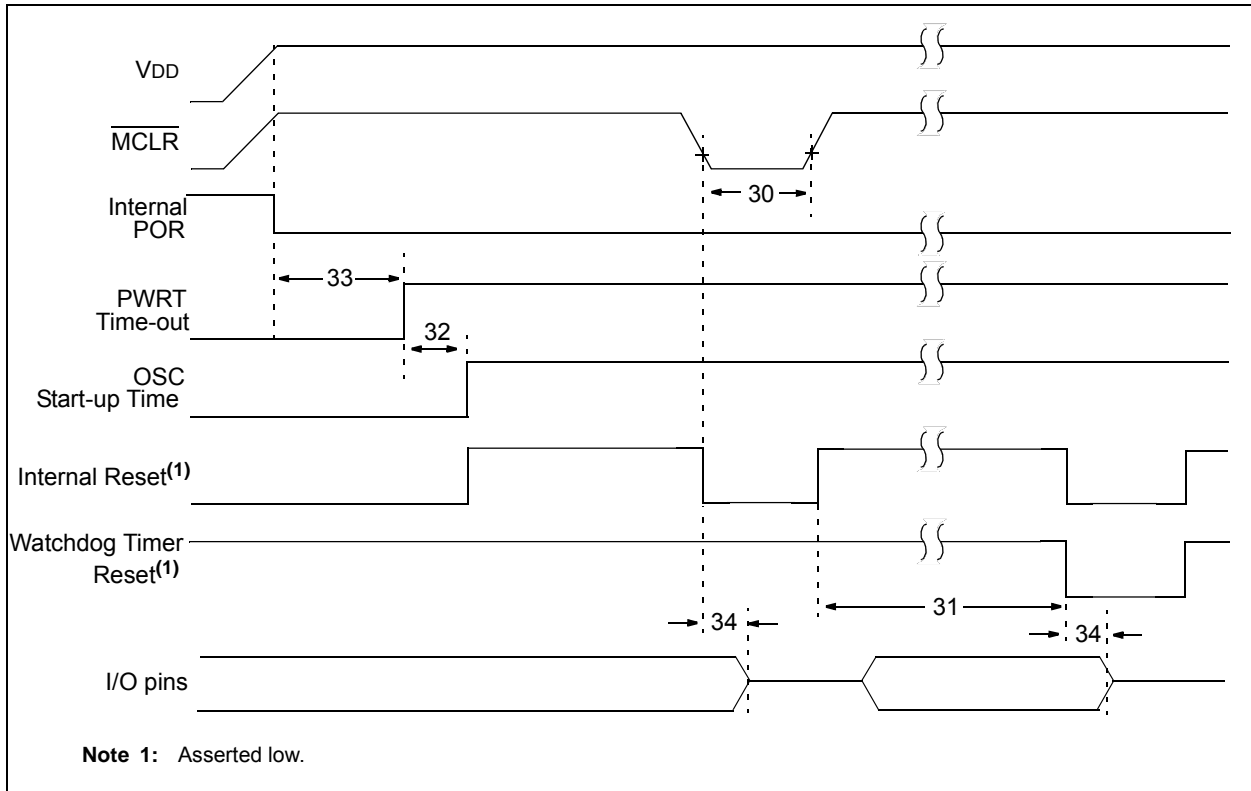 VDD
MCLR
30
Internal
POR
33
PWRT
Time-out
32
OSC
Start-up Time
Internal Reset(1)
Watchdog Timer
Reset(1)
31
34
34
I/O pins
Note 1: Asserted low.